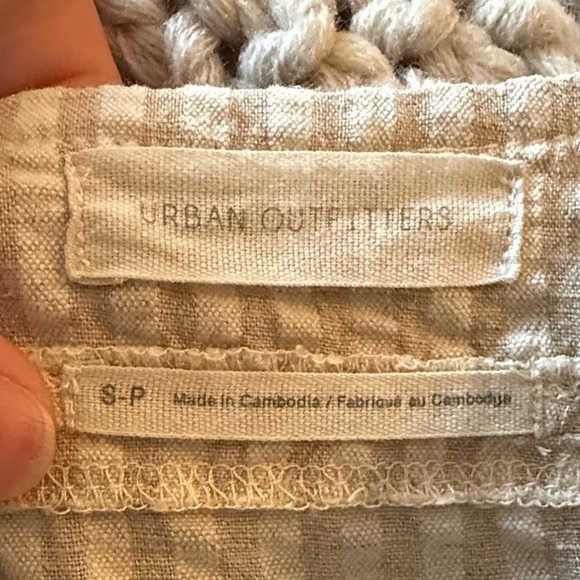 URBAN OUTFITTERS
S-P Made in Cambodia / Fabriqué au Cambodge